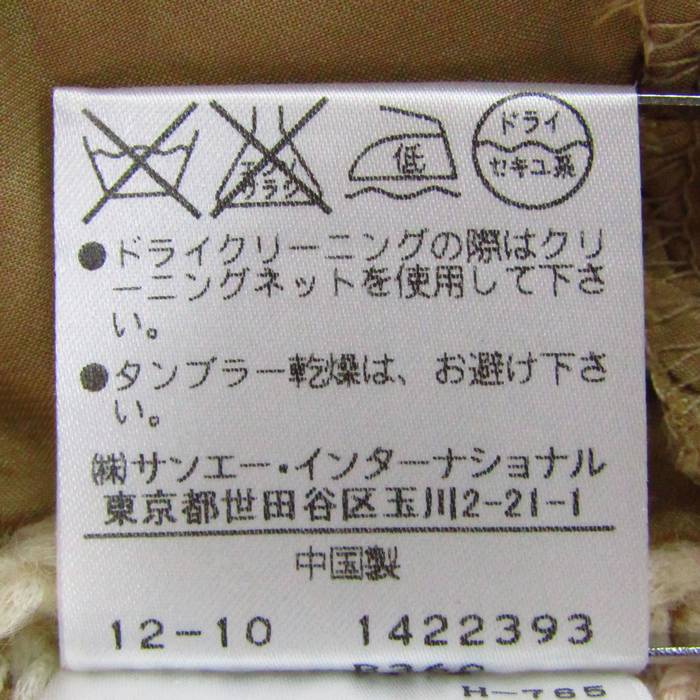 エンソ
サラシ
低
ドライ
セキユ系
●ドライクリーニングの際はクリ
ーニングネットを使用して下さ
い。
●タンブラー乾燥は、お避け下さ
い。
㈱サンエー・インターナショナル
東京都世田谷区玉川2-21-1
中国製
12-10 1422393
H-765